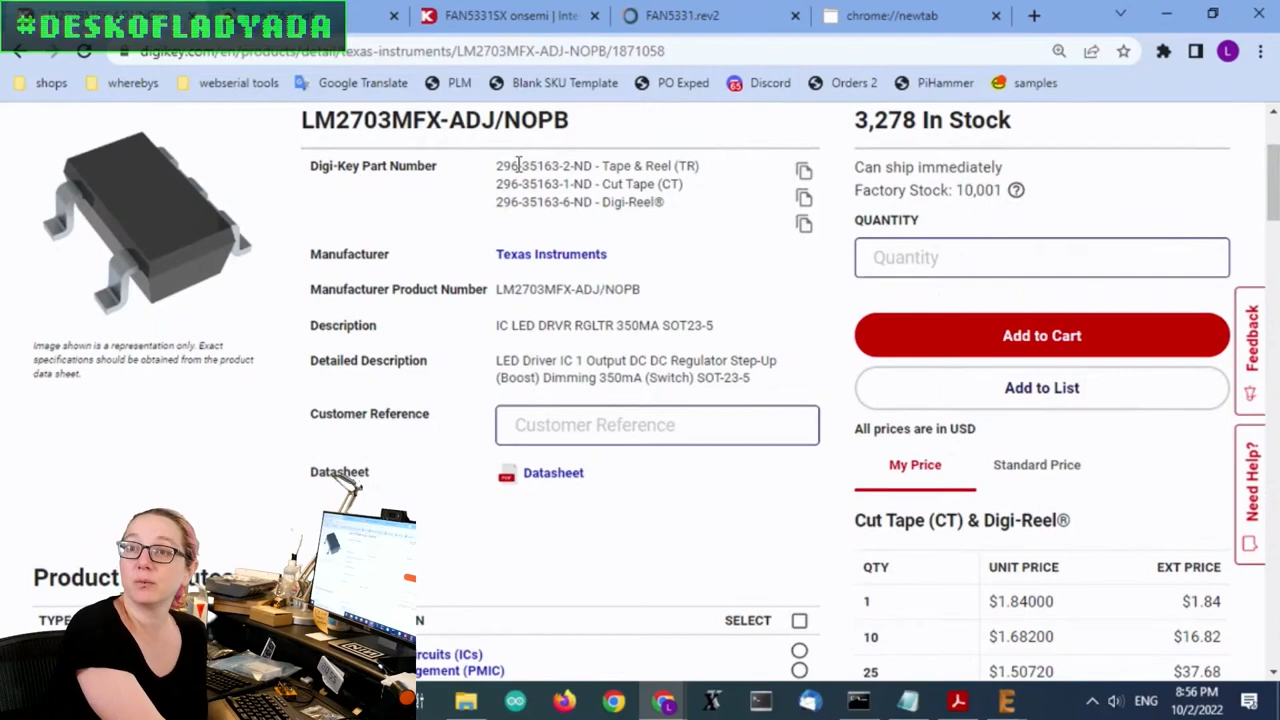 #DESKOFLADYADA
FAN5331SX onsemi | Inte
FAN5331.rev2
chrome://newtab
digikey.com/en/products/detail/texas-instruments/LM2703MFX-ADJ-NOPB/1871058
L
shops
wherebys
webserial tools
Google Translate
PLM
Blank SKU Template
PO Exped
65
Discord
Orders 2
PiHammer
samples
LM2703MFX-ADJ/NOPB
Digi-Key Part Number
296-35163-2-ND - Tape & Reel (TR)
296-35163-1-ND - Cut Tape (CT)
296-35163-6-ND - Digi-Reel®
Manufacturer
Texas Instruments
Manufacturer Product Number
LM2703MFX-ADJ/NOPB
Description
IC LED DRVR RGLTR 350MA SOT23-5
Detailed Description
LED Driver IC 1 Output DC DC Regulator Step-Up
(Boost) Dimming 350mA (Switch) SOT-23-5
Customer Reference
Customer Reference
Datasheet
Datasheet
Image shown is a representation only. Exact
specifications should be obtained from the product
data sheet.
3,278 In Stock
Can ship immediately
Factory Stock: 10,001
QUANTITY
Quantity
Add to Cart
Add to List
All prices are in USD
My Price
Standard Price
Cut Tape (CT) & Digi-Reel®
QTY
UNIT PRICE
EXT PRICE
1
$1.84000
$1.84
10
$1.68200
$16.82
25
$1.50720
$37.68
Feedback
Need Help?
Product
TYPE
SELECT
rcuits (ICs)
gement (PMIC)
ENG
8:56 PM
10/2/2022